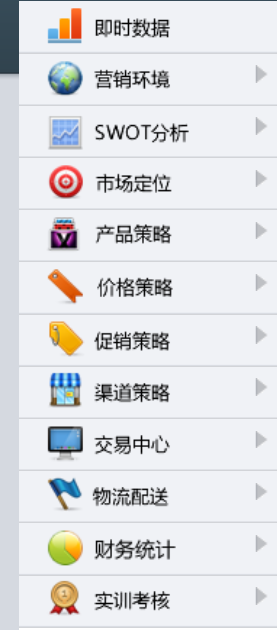 即时数据
营销环境
SWOT分析
市场定位
产品策略
价格策略
促销策略
渠道策略
交易中心
物流配送
财务统计
实训考核